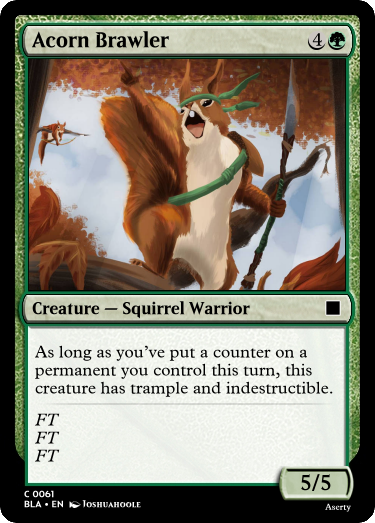 Acorn Brawler 4
Creature — Squirrel Warrior
As long as you've put a counter on a
permanent you control this turn, this
creature has trample and indestructible.
FT
FT
FT
5/5
C 0061
BLA • EN Joshuahoole
Aserty